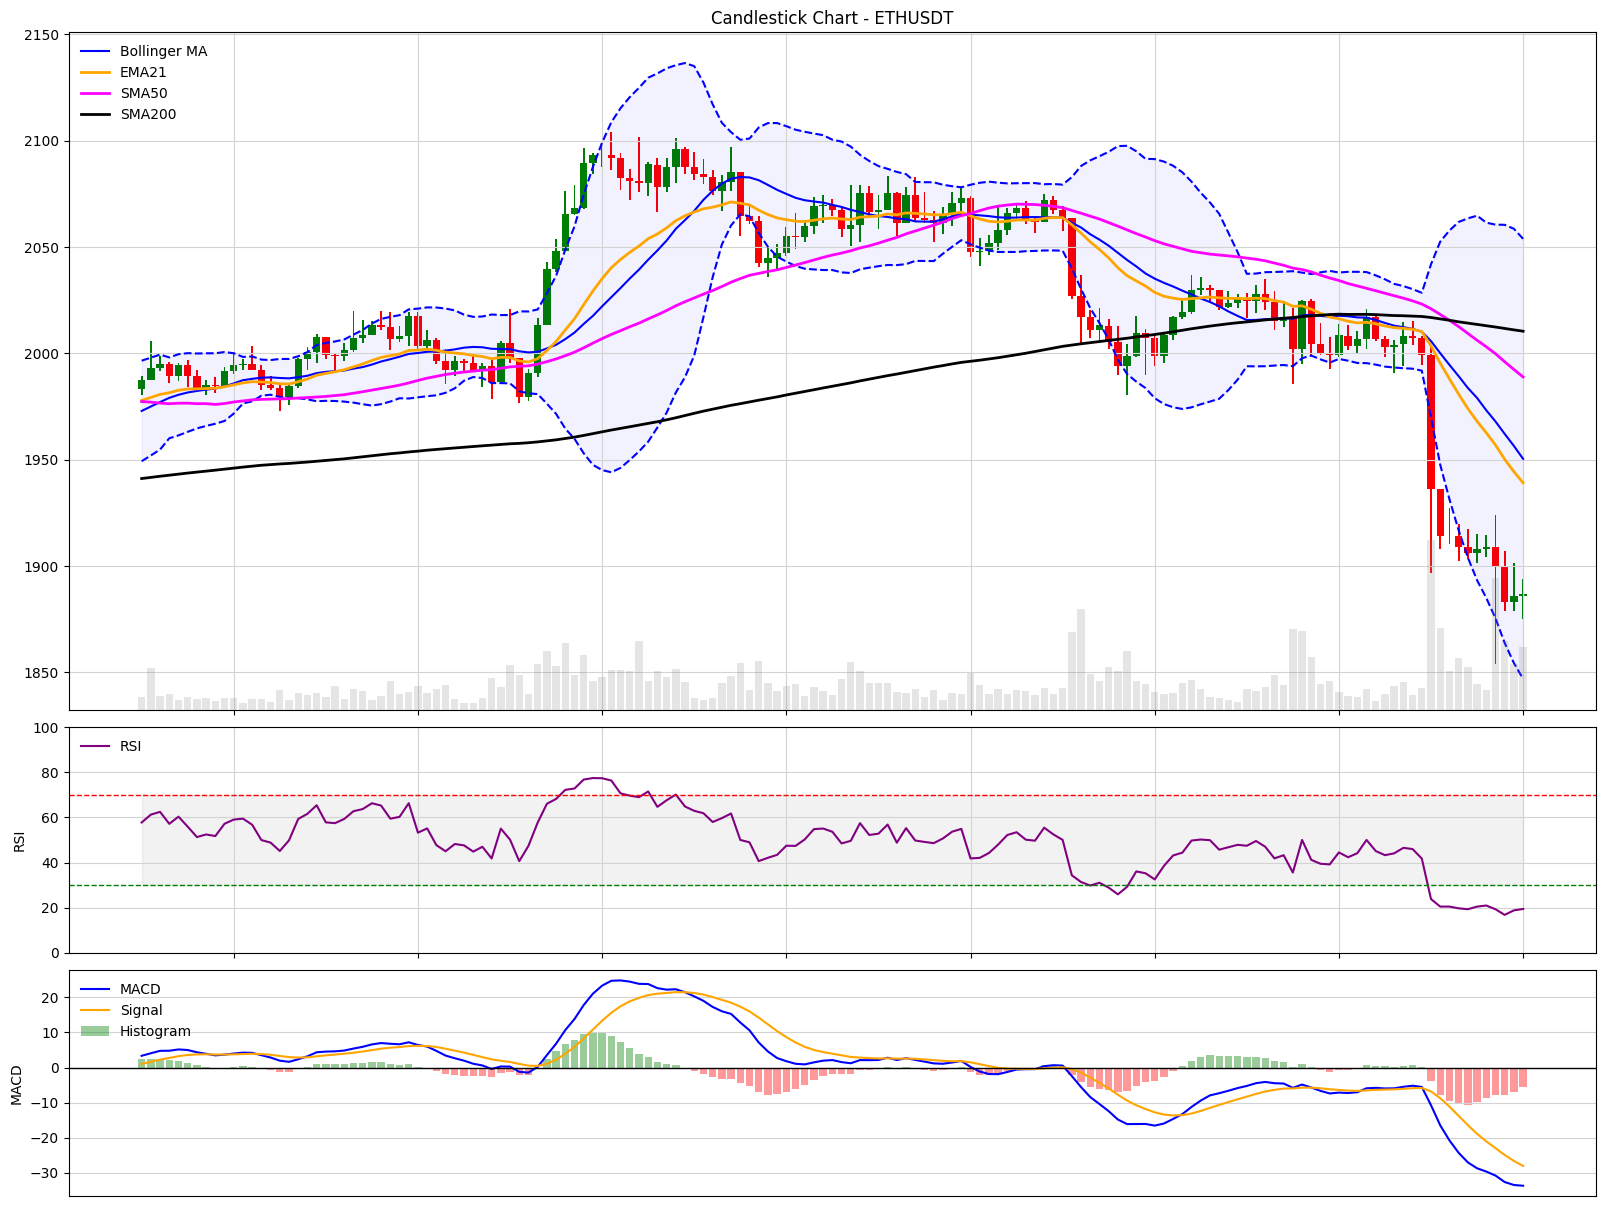 Candlestick Chart - ETHUSDT
2150
2100
2050
2000
1950
1900
1850
Bollinger MA
EMA21
SMA50
SMA200
100
80
60
40
20
0
RSI
RSI
20
10
0
−10
−20
−30
MACD
MACD
Signal
Histogram